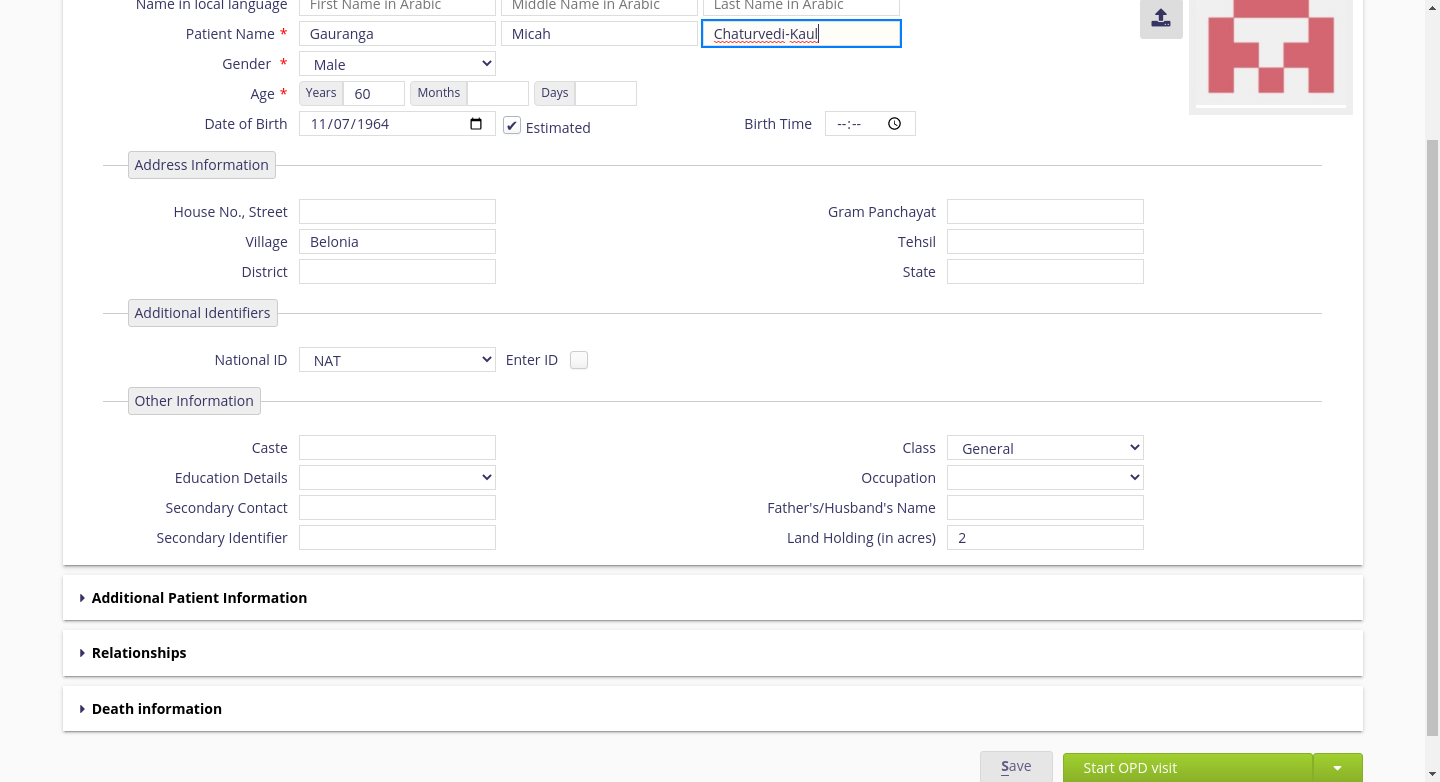 Name in local language First Name in Arabic Middle Name in Arabic Last Name in Arabic
Patient Name * Gauranga Micah Chaturvedi-Kaul
Gender * Male
Age * Years 60 Months Days
Date of Birth 11/07/1964 Estimated Birth Time --:--
Address Information
House No., Street Gram Panchayat
Village Belonia Tehsil
District State
Additional Identifiers
National ID NAT Enter ID
Other Information
Caste Class General
Education Details Occupation
Secondary Contact Father's/Husband's Name
Secondary Identifier Land Holding (in acres) 2
Additional Patient Information
Relationships
Death information
Save Start OPD visit